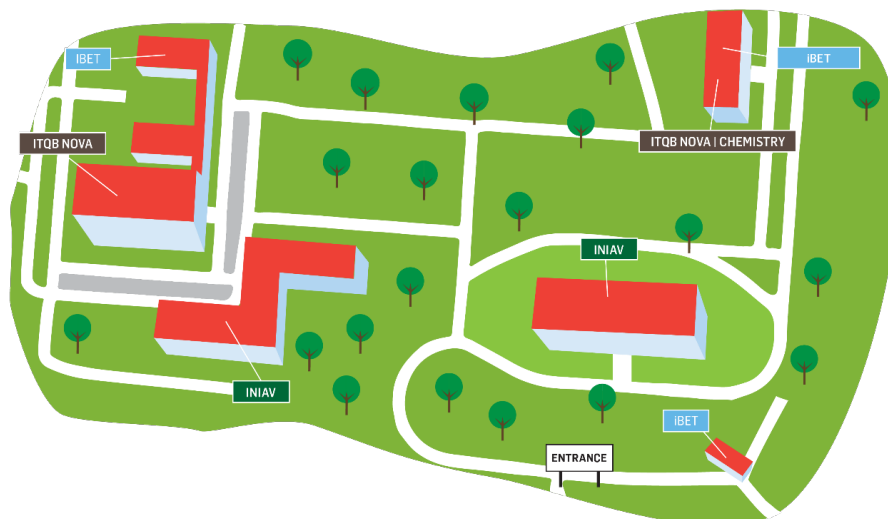 IBET
iBET
ITQB NOVA
ITQB NOVA | CHEMISTRY
INIAV
INIAV
iBET
ENTRANCE